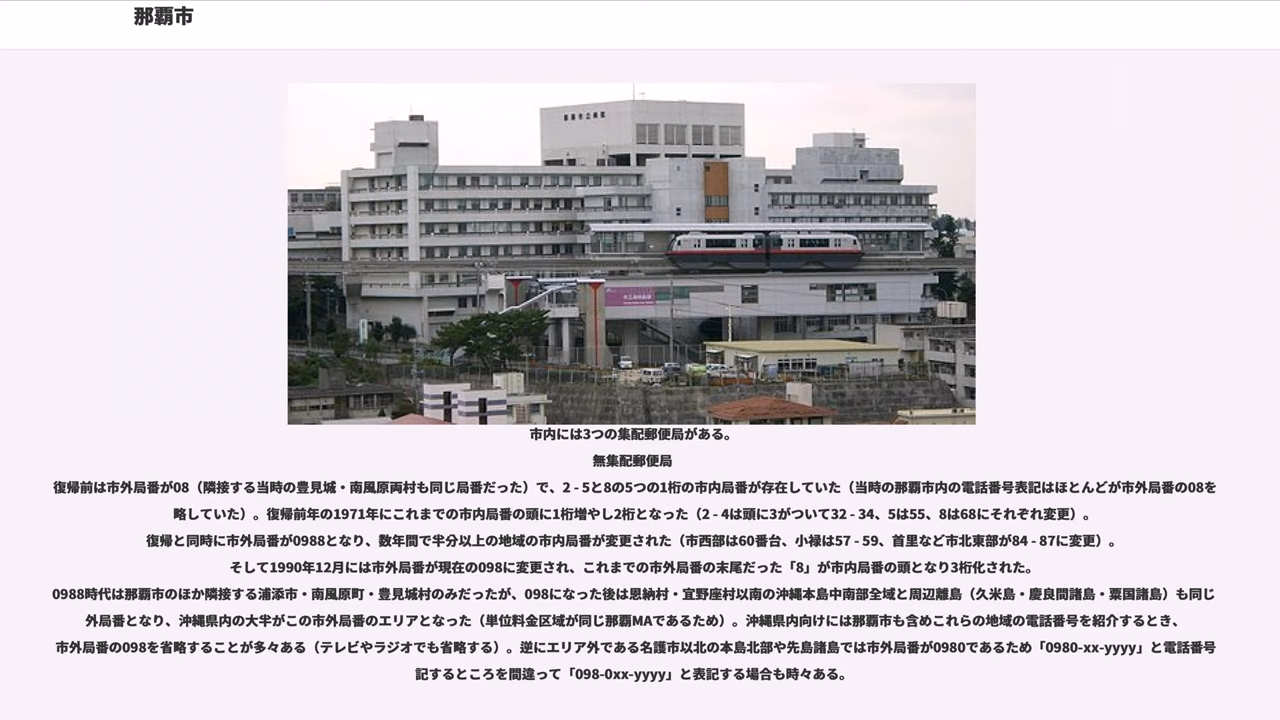 那覇市
那覇市立病院
市立病院前
市内には3つの集配郵便局がある。
無集配郵便局
復帰前は市外局番が08（隣接する当時の豊見城・南風原両村も同じ局番だった）で、2 - 5と8の5つの1桁の市内局番が存在していた（当時の那覇市内の電話番号表記はほとんどが市外局番の08を
略していた）。復帰前年の1971年にこれまでの市内局番の頭に1桁増やし2桁となった（2 - 4は頭に3がついて32 - 34、5は55、8は68にそれぞれ変更）。
復帰と同時に市外局番が0988となり、数年間で半分以上の地域の市内局番が変更された（市西部は60番台、小禄は57 - 59、首里など市北東部が84 - 87に変更）。
そして1990年12月には市外局番が現在の098に変更され、これまでの市外局番の末尾だった「8」が市内局番の頭となり3桁化された。
0988時代は那覇市のほか隣接する浦添市・南風原町・豊見城村のみだったが、098になった後は恩納村・宜野座村以南の沖縄本島中南部全域と周辺離島（久米島・慶良間諸島・粟国諸島）も同じ
外局番となり、沖縄県内の大半がこの市外局番のエリアとなった（単位料金区域が同じ那覇MAであるため）。沖縄県内向けには那覇市も含めこれらの地域の電話番号を紹介するとき、
市外局番の098を省略することが多々ある（テレビやラジオでも省略する）。逆にエリア外である名護市以北の本島北部や先島諸島では市外局番が0980であるため「0980-xx-yyyy」と電話番号
記するところを間違って「098-0xx-yyyy」と表記する場合も時々ある。